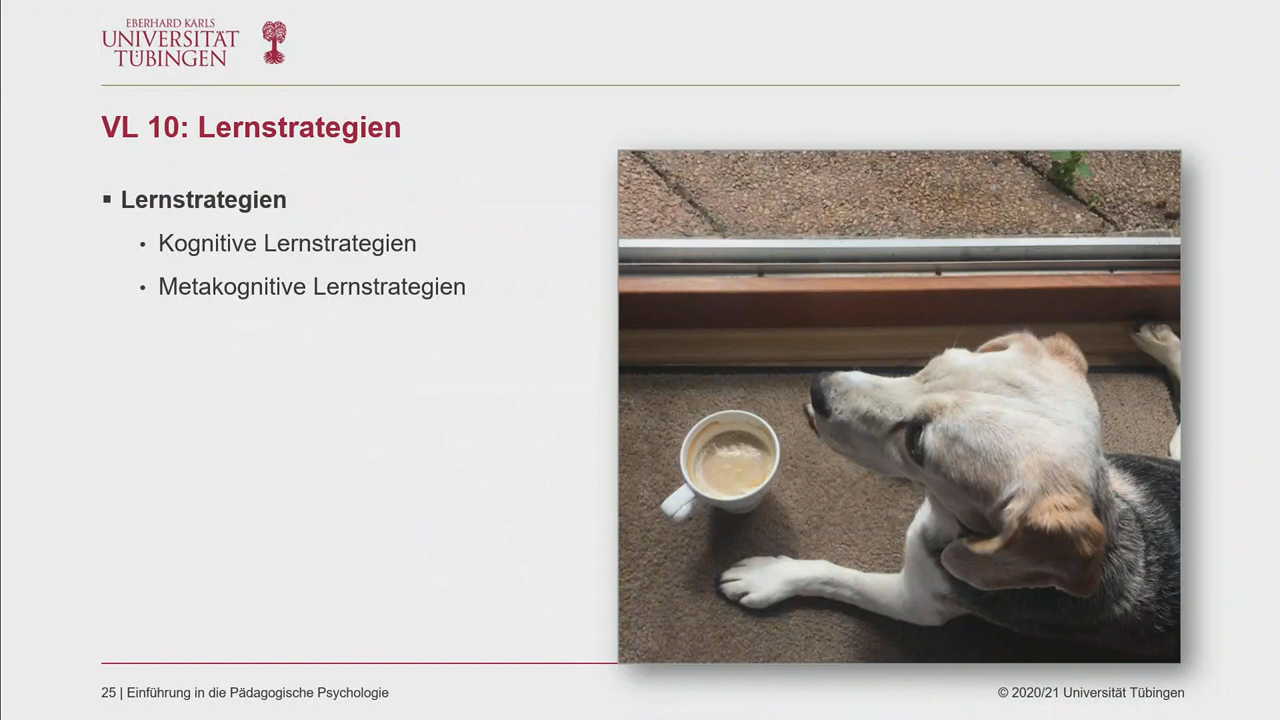 EBERHARD KARLS
UNIVERSITÄT
TÜBINGEN
VL 10: Lernstrategien
▪ Lernstrategien
• Kognitive Lernstrategien
• Metakognitive Lernstrategien
25 | Einführung in die Pädagogische Psychologie
© 2020/21 Universität Tübingen